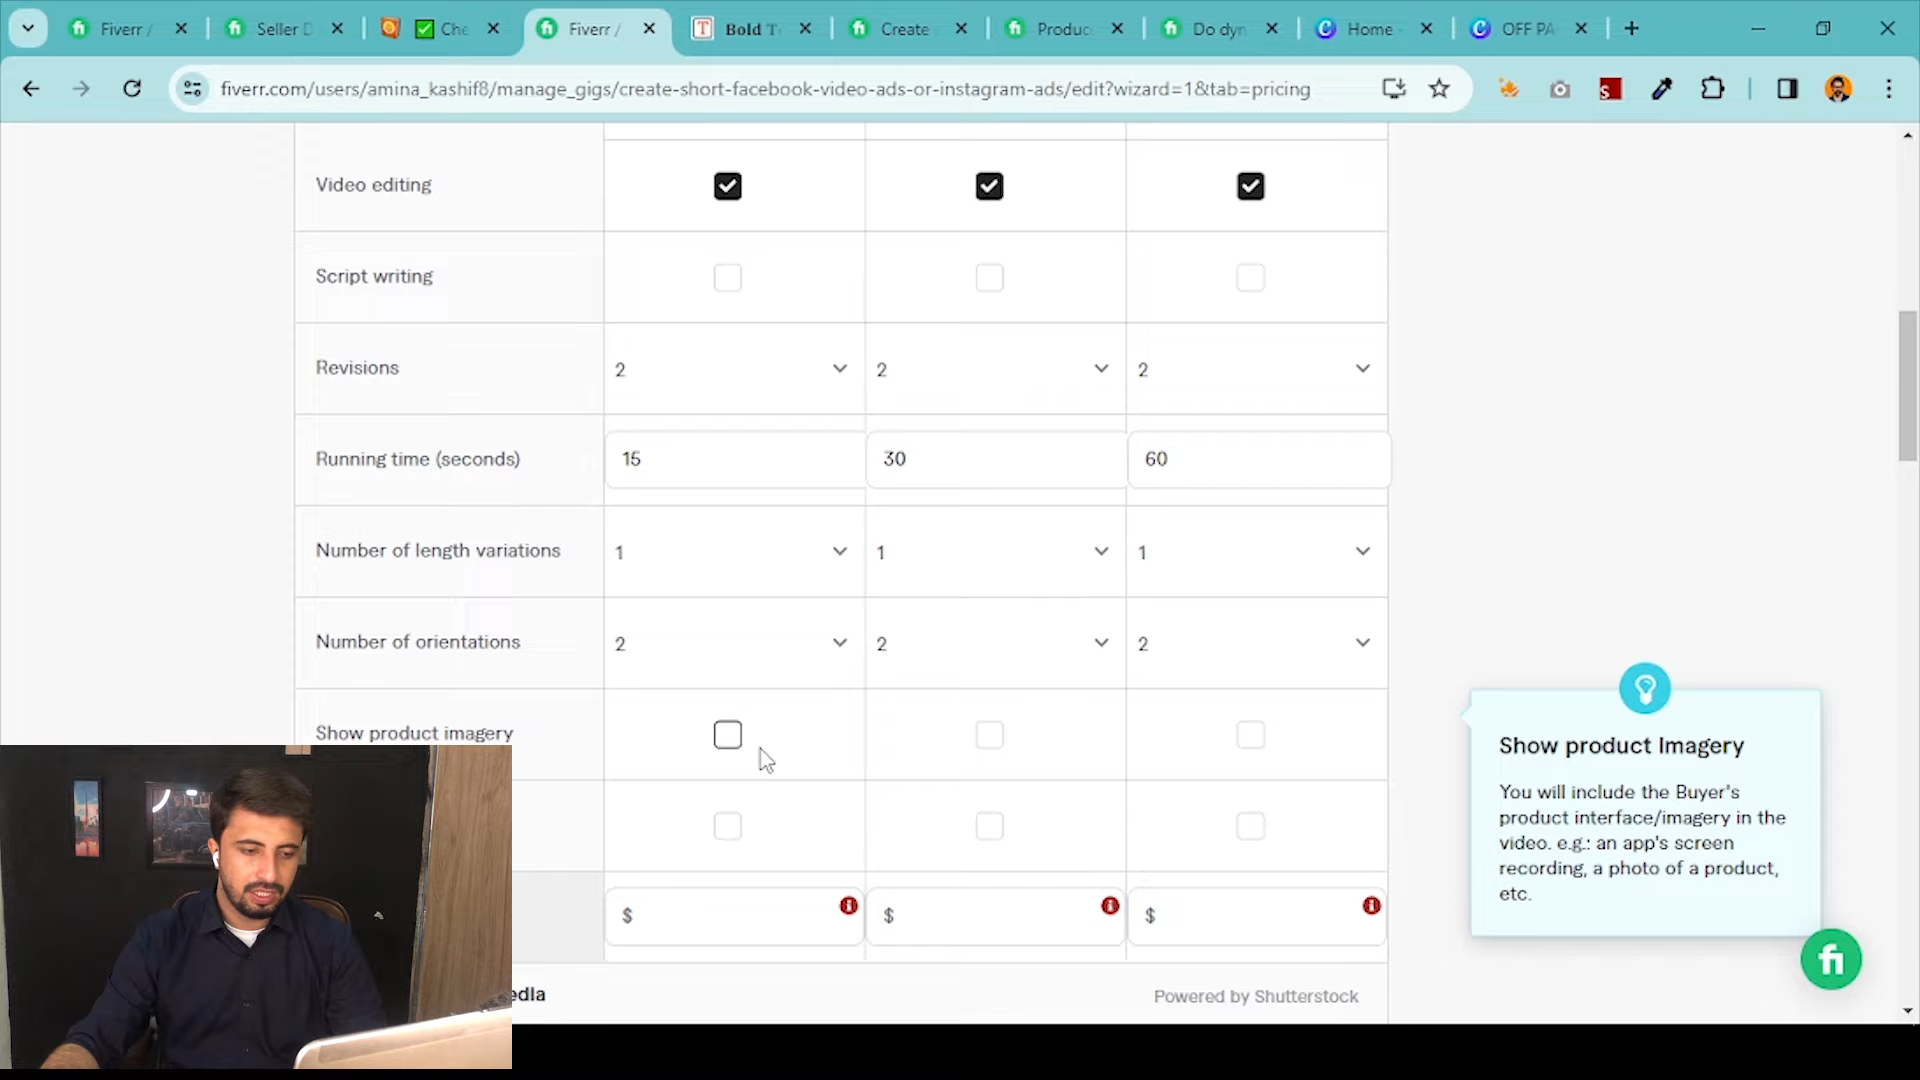 Fiverr /
Seller D
Che
Fiverr /
Bold T
Create
Produc
Do dyn
Home -
OFF PA
fiverr.com/users/amina_kashif8/manage_gigs/create-short-facebook-video-ads-or-instagram-ads/edit?wizard=1&tab=pricing
Video editing
Script writing
Revisions 2 2 2
Running time (seconds) 15 30 60
Number of length variations 1 1 1
Number of orientations 2 2 2
Show product imagery
$ $ $
edia
Powered by Shutterstock
Show product Imagery
You will include the Buyer's
product interface/imagery in the
video. e.g.: an app's screen
recording, a photo of a product,
etc.
fi